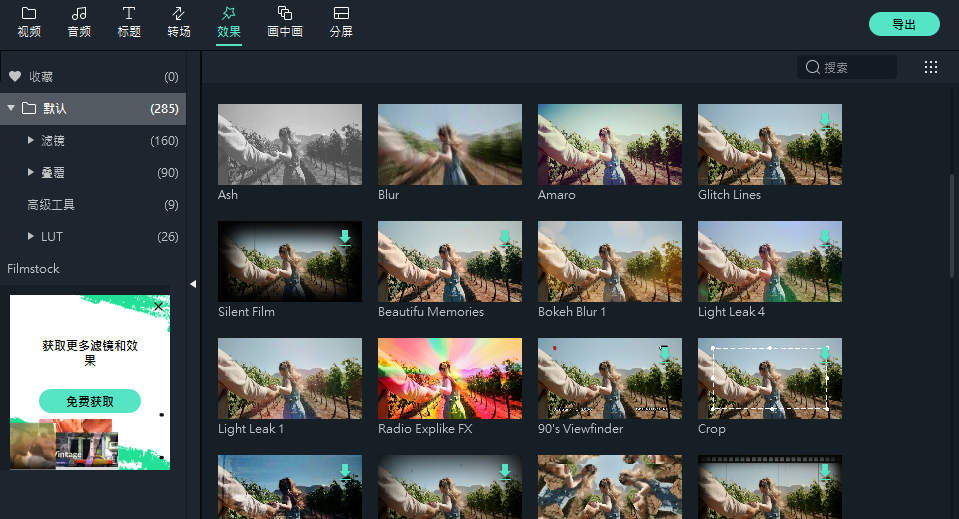 视频 音频 标题 转场 效果 画中画 分屏 导出
收藏 (0)
搜索
默认 (285)
滤镜 (160)
叠覆 (90)
高级工具 (9)
LUT (26)
Filmstock
获取更多滤镜和效
果
免费获取
Vintage
Ash Blur Amaro Glitch Lines
Silent Film Beautifu Memories Bokeh Blur 1 Light Leak 4
Light Leak 1 Radio Explike FX 90's Viewfinder Crop